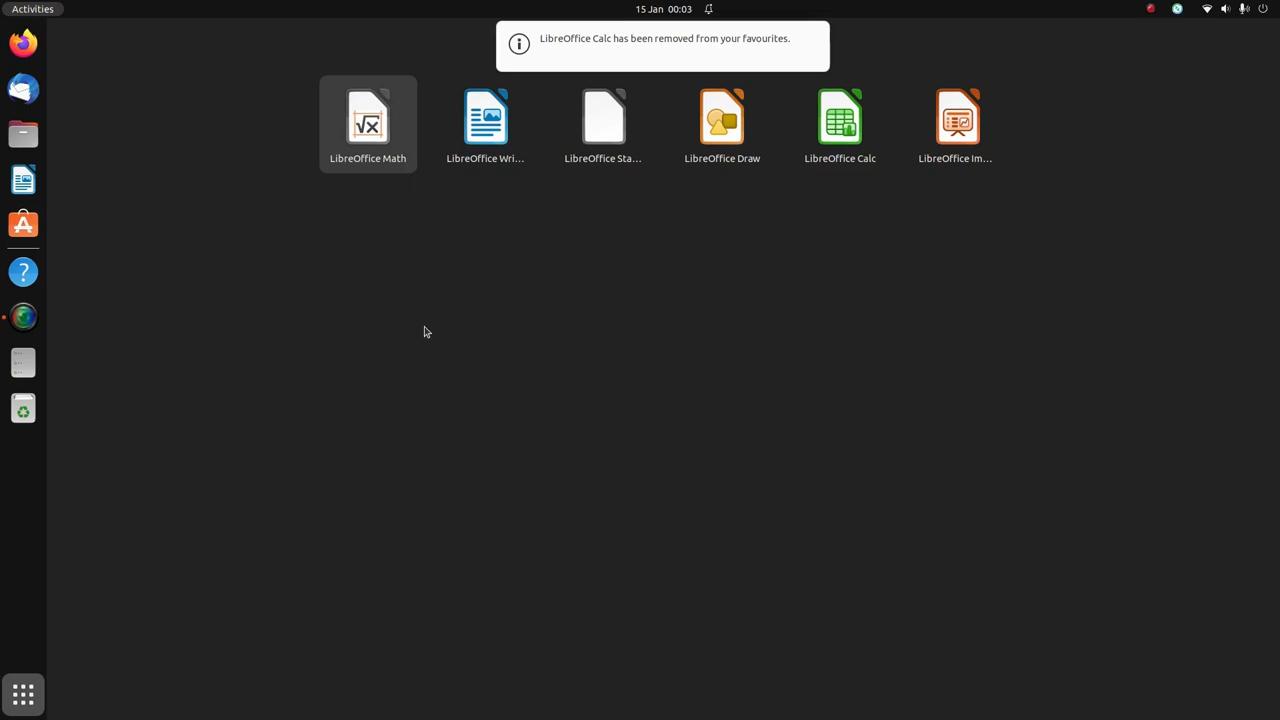 Activities
15 Jan 00:03
LibreOffice Calc has been removed from your favourites.
LibreOffice Math
LibreOffice Wri...
LibreOffice Sta...
LibreOffice Draw
LibreOffice Calc
LibreOffice Im...